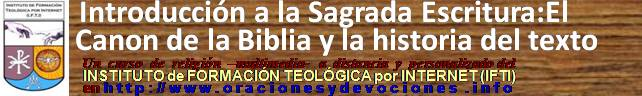 INSTITUTO DE FORMACIÓN
TEOLÓGICA POR INTERNET
(I.F.T.I)
Introducción a la Sagrada Escritura:El
Canon de la Biblia y la historia del texto
Un curso de religión –multimedia- a distancia y personalizado del
INSTITUTO de FORMACIÓN TEOLÓGICA por INTERNET (IFTI)
en http://www.oracionesydevociones.info